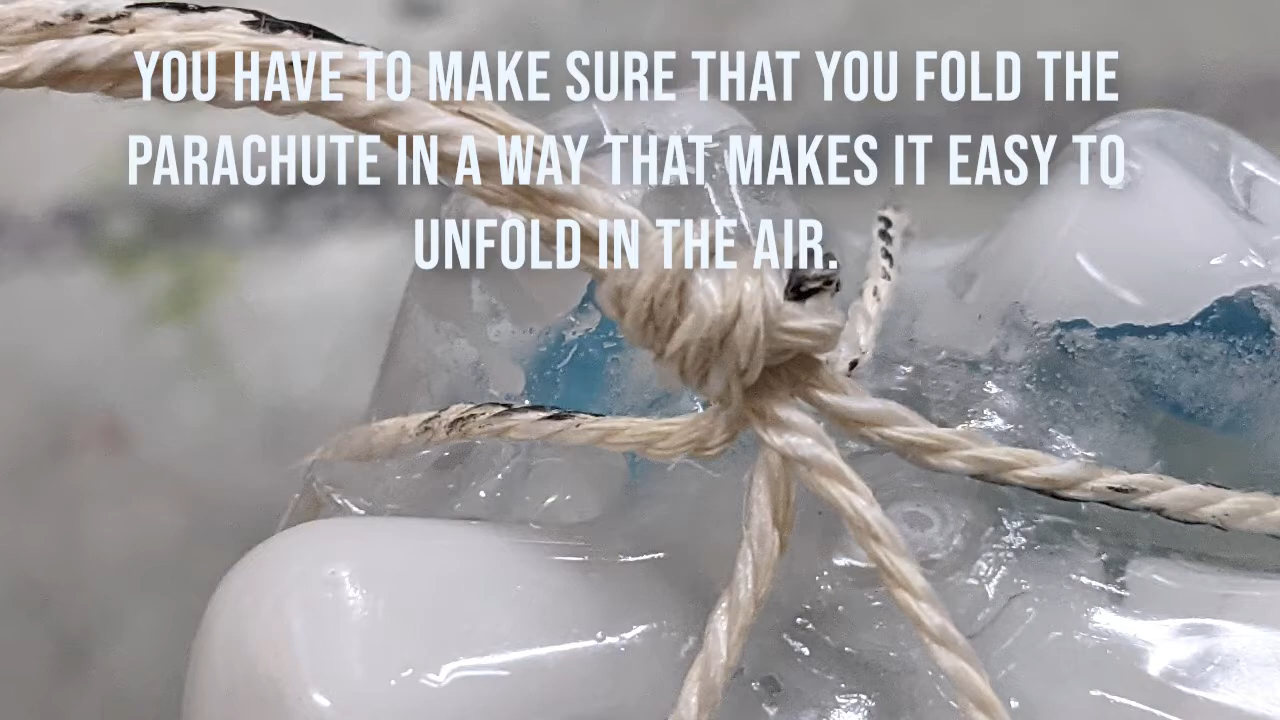 YOU HAVE TO MAKE SURE THAT YOU FOLD THE
PARACHUTE IN A WAY THAT MAKES IT EASY TO
UNFOLD IN THE AIR.